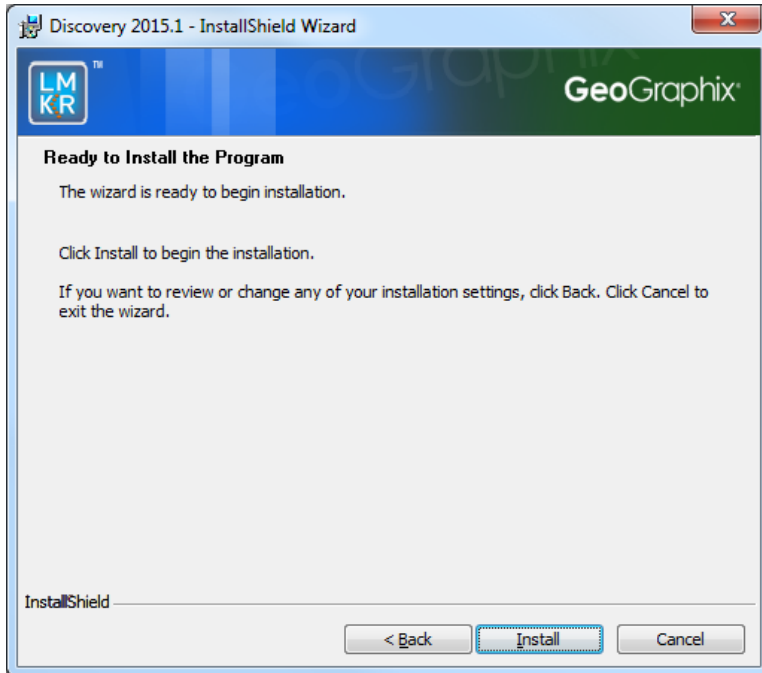 Discovery 2015.1 - InstallShield Wizard
LM
KR
TM
GeoGraphix
GeoGraphix®
Ready to Install the Program
The wizard is ready to begin installation.
Click Install to begin the installation.
If you want to review or change any of your installation settings, click Back. Click Cancel to
exit the wizard.
InstallShield
< Back
Install
Cancel